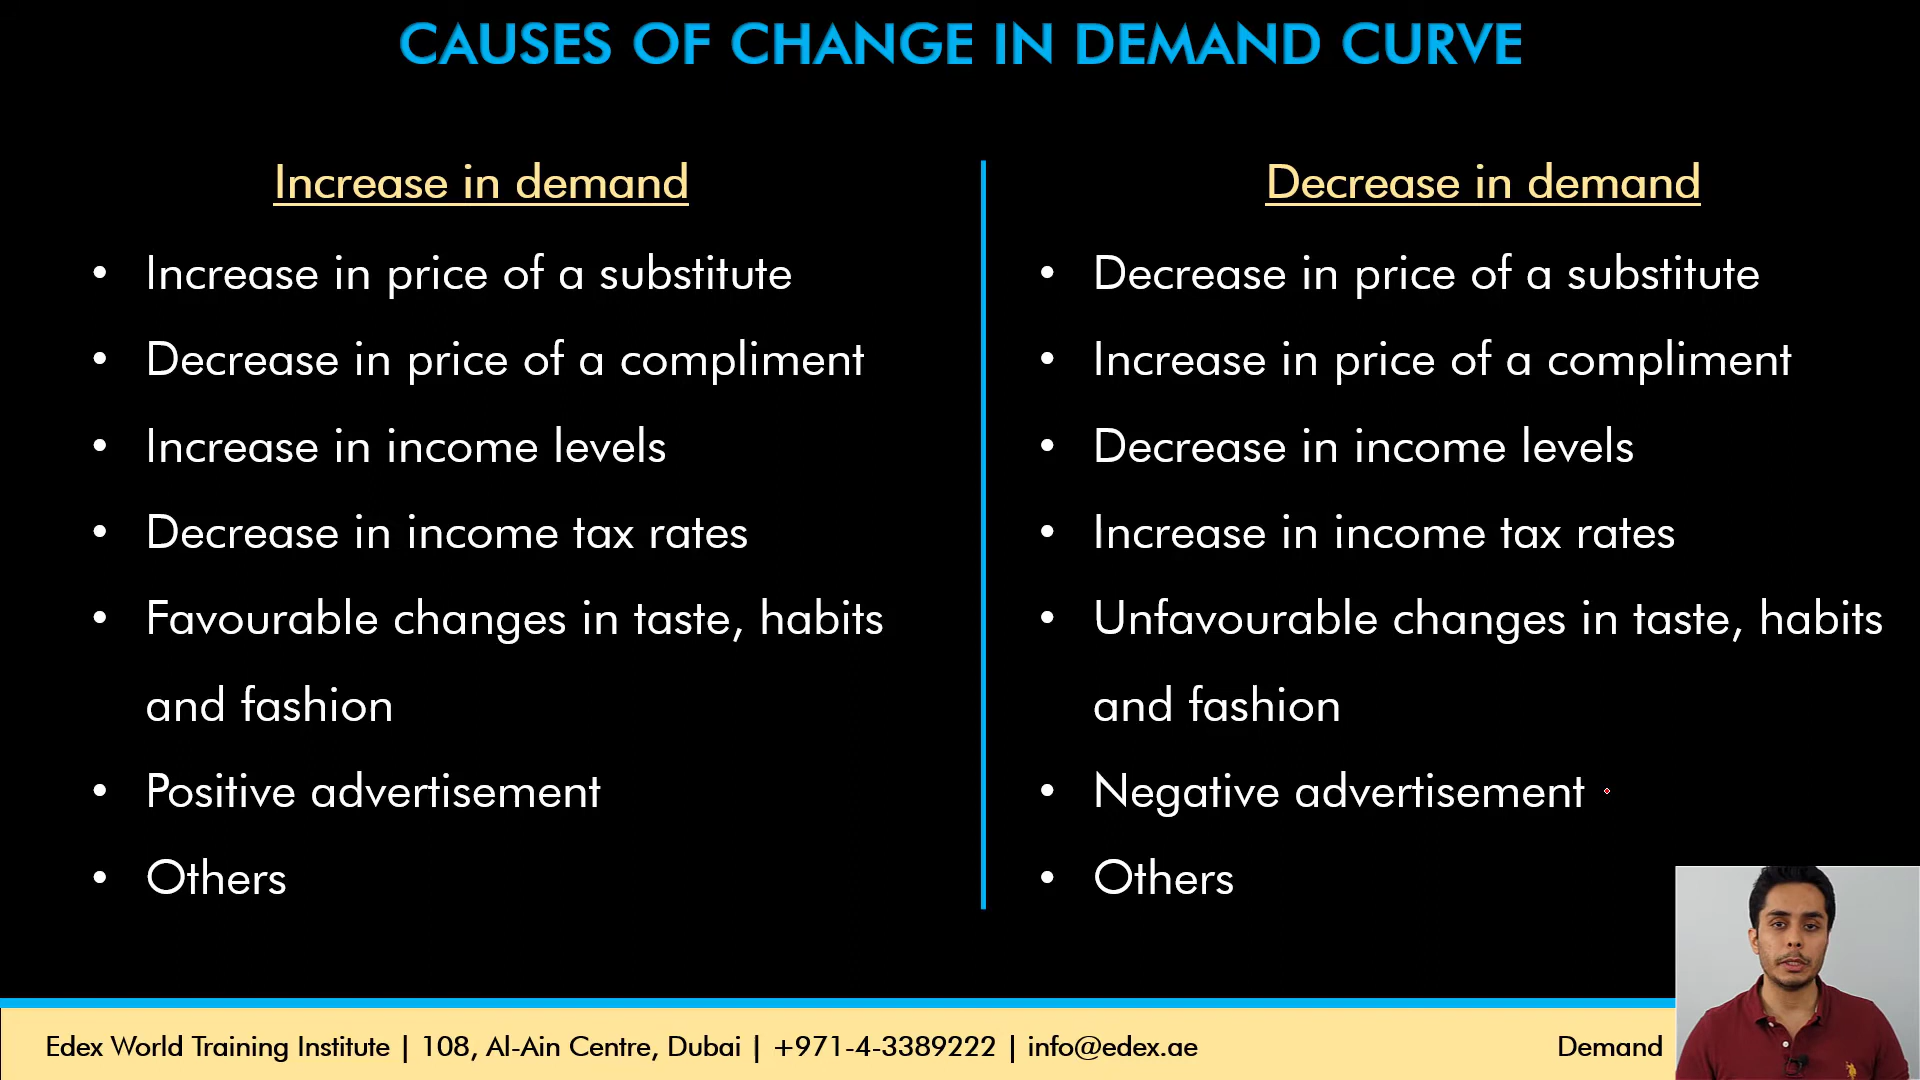 CAUSES OF CHANGE IN DEMAND CURVE
Increase in demand
• Increase in price of a substitute
• Decrease in price of a compliment
• Increase in income levels
• Decrease in income tax rates
• Favourable changes in taste, habits
and fashion
• Positive advertisement
• Others
Decrease in demand
• Decrease in price of a substitute
• Increase in price of a compliment
• Decrease in income levels
• Increase in income tax rates
• Unfavourable changes in taste, habits
and fashion
• Negative advertisement
• Others
Edex World Training Institute | 108, Al-Ain Centre, Dubai | +971-4-3389222 | info@edex.ae
Demand